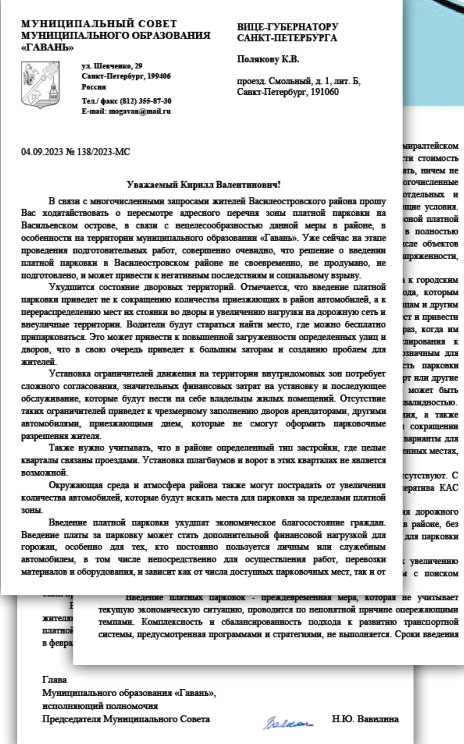 МУНИЦИПАЛЬНЫЙ СОВЕТ
МУНИЦИПАЛЬНОГО ОБРАЗОВАНИЯ
«ГАВАНЬ»
ул. Шевченко, 29
Санкт-Петербург, 199406
Россия
Тел./ факс (812) 355-87-30
E-mail: mogavan@mail.ru
ВИЦЕ-ГУБЕРНАТОРУ
САНКТ-ПЕТЕРБУРГА
Полякову К.В.
проезд. Смольный, д. 1, лит. Б,
Санкт-Петербург, 191060
04.09.2023 № 138/2023-МС
Уважаемый Кирилл Валентинович!
В связи с многочисленными запросами жителей Василеостровского района прошу
Вас ходатайствовать о пересмотре адресного перечня зоны платной парковки на
Васильевском острове, в связи с нецелесообразностью данной меры в районе, в
особенности на территории муниципального образовании «Гавань». Уже сейчас на этапе
проведения подготовительных работ, совершенно очевидно, что решение о введении
платной парковки в Василеостровском районе не своевременно, не продумано, не
подготовлено, и может привести к негативным последствиям и социальному взрыву.
Ухудшится состояние дворовых территорий. Отмечается, что введение платной
парковки приведет не к сокращению количества приезжающих в район автомобилей, а к
перераспределению мест их стоянки во дворы и увеличению нагрузки на дорожную сеть и
внеуличные территории. Водители будут стараться найти место, где можно бесплатно
припарковаться. Это может привести к повышенной загруженности определенных улиц и
дворов, что в свою очередь приведет к большим заторам и созданию проблем для
жителей.
Установка ограничителей движения на территории внутридомовых зон потребует
сложного согласования, значительных финансовых затрат на установку и последующее
обслуживание, которые будут нести на себе владельцы жилых помещений. Отсутствие
таких ограничителей приведет к чрезмерному заполнению дворов арендаторами, другими
автомобилями, приезжающими днем, которые не смогут оформить парковочные
разрешения жителя.
Также нужно учитывать, что в районе определенный тип застройки, где целые
кварталы связаны проездами. Установка шлагбаумов и ворот в этих кварталах не является
возможной.
Окружающая среда и атмосфера района также могут пострадать от увеличения
количества автомобилей, которые будут искать места для парковки за пределами платной
зоны.
Введение платной парковки ухудшат экономическое благосостояние граждан.
Введение платы за парковку может стать дополнительной финансовой нагрузкой для
горожан, особенно для тех, кто постоянно пользуется личным или служебным
автомобилем, в том числе непосредственно для осуществления работ, перевозки
материалов и оборудования, и зависит как от числа доступных парковочных мест, так и от
Введение платных парковок - преждевременная мера, которая не учитывает
текущую экономическую ситуацию, проводится по непонятной причине опережающими
темпами. Комплексность и сбалансированность подхода к развитию транспортной
системы, предусмотренная программами и стратегиями, не выполняется. Сроки введения
платной
в февра
Глава
Муниципального образования «Гавань»,
исполняющий полномочия
Председателя Муниципального Совета
Н.Ю. Вавилина